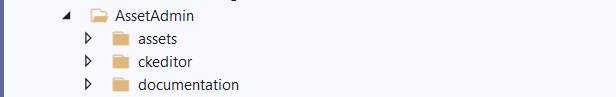 AssetAdmin
assets
ckeditor
documentation